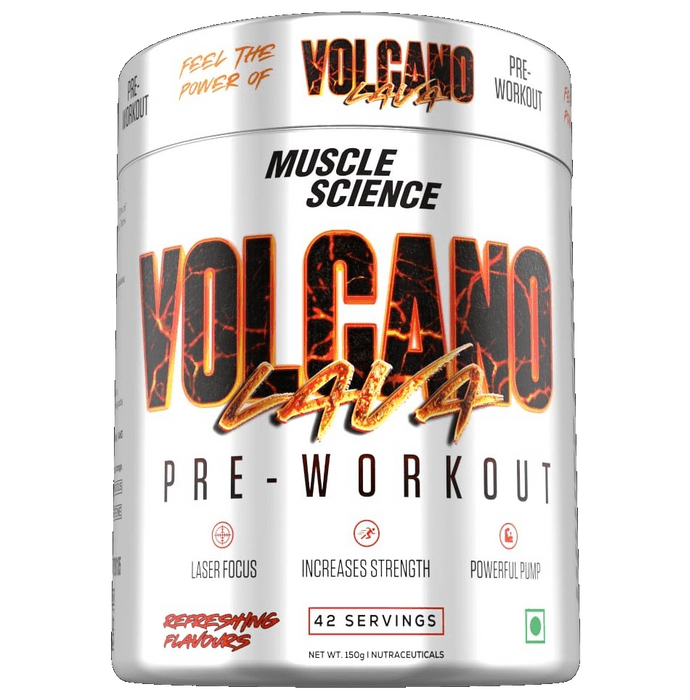 FEEL THE
POWER OF
VOLCANO
LAVA
PRE-
WORKOUT
PRE-
WORKOUT
MUSCLE
SCIENCE
VOLCANO
LAVA
PRE-WORKOUT
LASER FOCUS
INCREASES STRENGTH
POWERFUL PUMP
REFRESHING
FLAVOURS
42 SERVINGS
NET WT. 150g | NUTRACEUTICALS